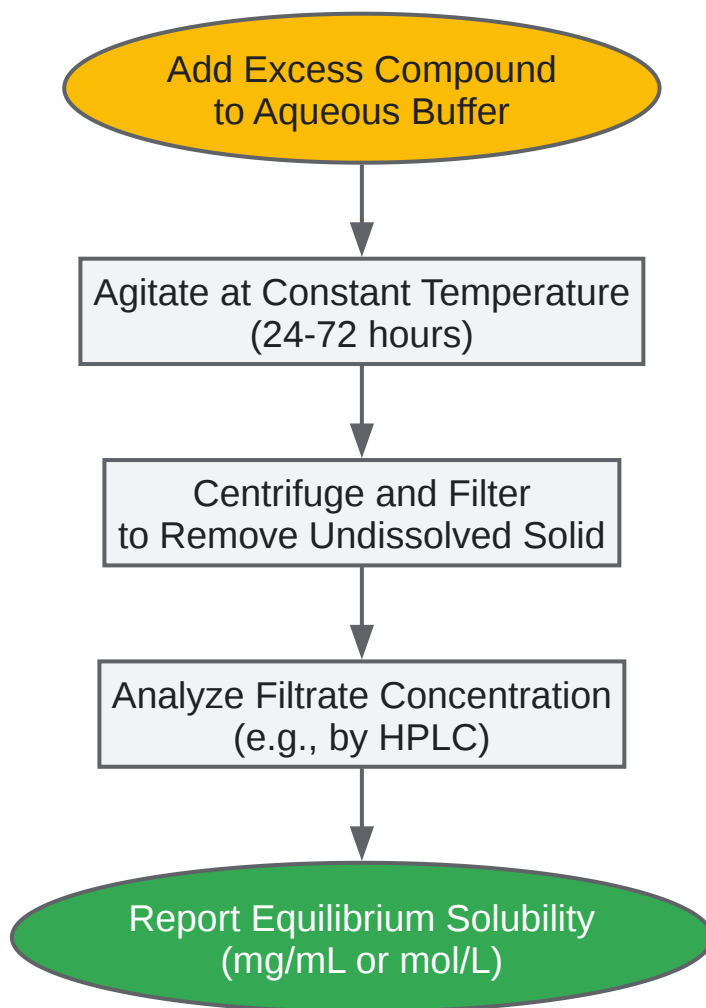 Add Excess Compound
to Aqueous Buffer
Agitate at Constant Temperature
(24-72 hours)
Centrifuge and Filter
to Remove Undissolved Solid
Analyze Filtrate Concentration
(e.g., by HPLC)
Report Equilibrium Solubility
(mg/mL or mol/L)